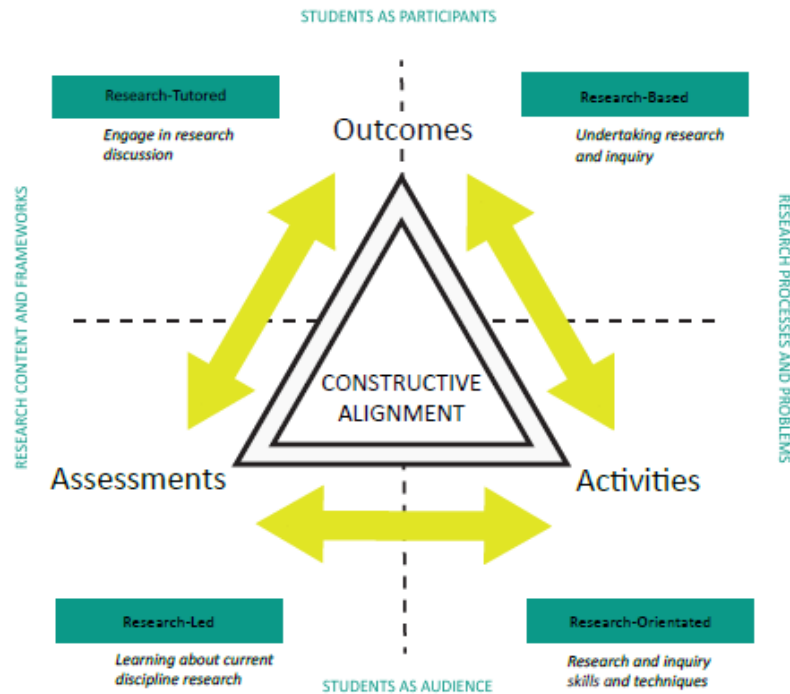 STUDENTS AS PARTICIPANTS
Research-Tutored
Research-Based
Engage in research
discussion
Undertaking research
and inquiry
Outcomes
RESEARCH CONTENT AND FRAMEWORKS
RESEARCH PROCESSES AND PROBLEMS
CONSTRUCTIVE
ALIGNMENT
Assessments
Activities
Research-Led
Research-Orientated
Learning about current
discipline research
Research and inquiry
skills and techniques
STUDENTS AS AUDIENCE